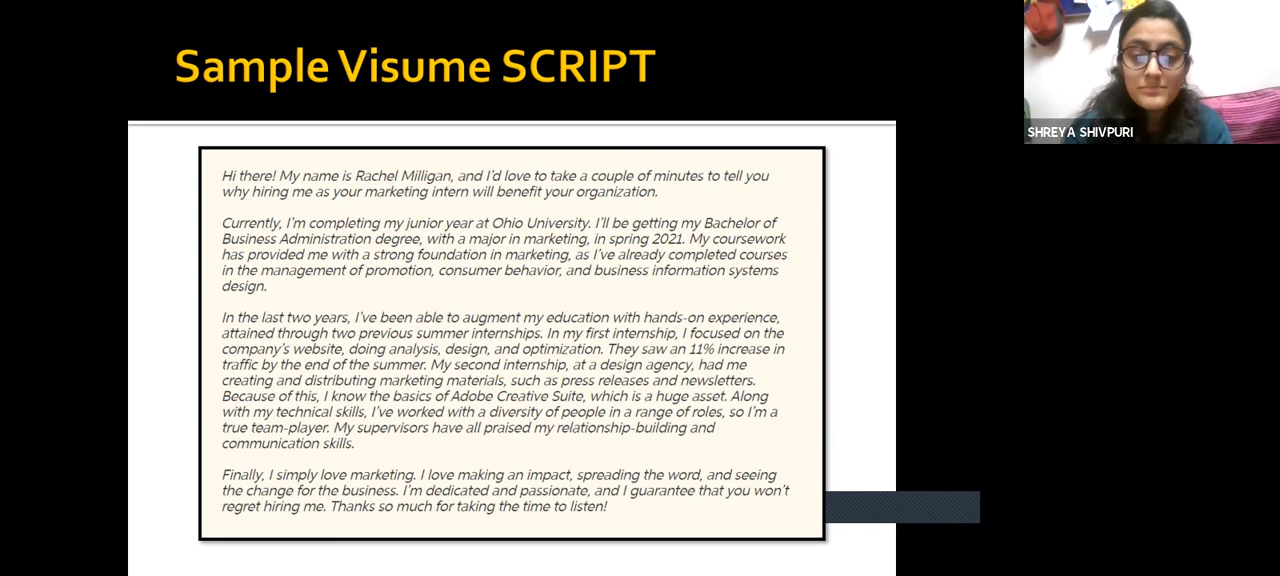 Sample Visume SCRIPT
SHREYA SHIVPURI
Hi there! My name is Rachel Milligan, and I'd love to take a couple of minutes to tell you
why hiring me as your marketing intern will benefit your organization.
Currently, I'm completing my junior year at Ohio University. I'll be getting my Bachelor of
Business Administration degree, with a major in marketing, in spring 2021. My coursework
has provided me with a strong foundation in marketing, as I've already completed courses
in the management of promotion, consumer behavior, and business information systems
design.
In the last two years, I've been able to augment my education with hands-on experience,
attained through two previous summer internships. In my first internship, I focused on the
company's website, doing analysis, design, and optimization. They saw an 11% increase in
traffic by the end of the summer. My second internship, at a design agency, had me
creating and distributing marketing materials, such as press releases and newsletters.
Because of this, I know the basics of Adobe Creative Suite, which is a huge asset. Along
with my technical skills, I've worked with a diversity of people in a range of roles, so I'm a
true team-player. My supervisors have all praised my relationship-building and
communication skills.
Finally, I simply love marketing. I love making an impact, spreading the word, and seeing
the change for the business. I'm dedicated and passionate, and I guarantee that you won't
regret hiring me. Thanks so much for taking the time to listen!